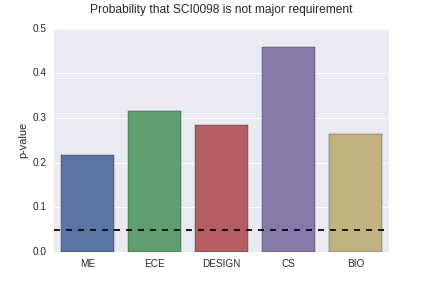 Probability that SCI0098 is not major requirement
0.5
0.4
0.3
0.2
0.1
0.0
p-value
ME ECE DESIGN CS BIO